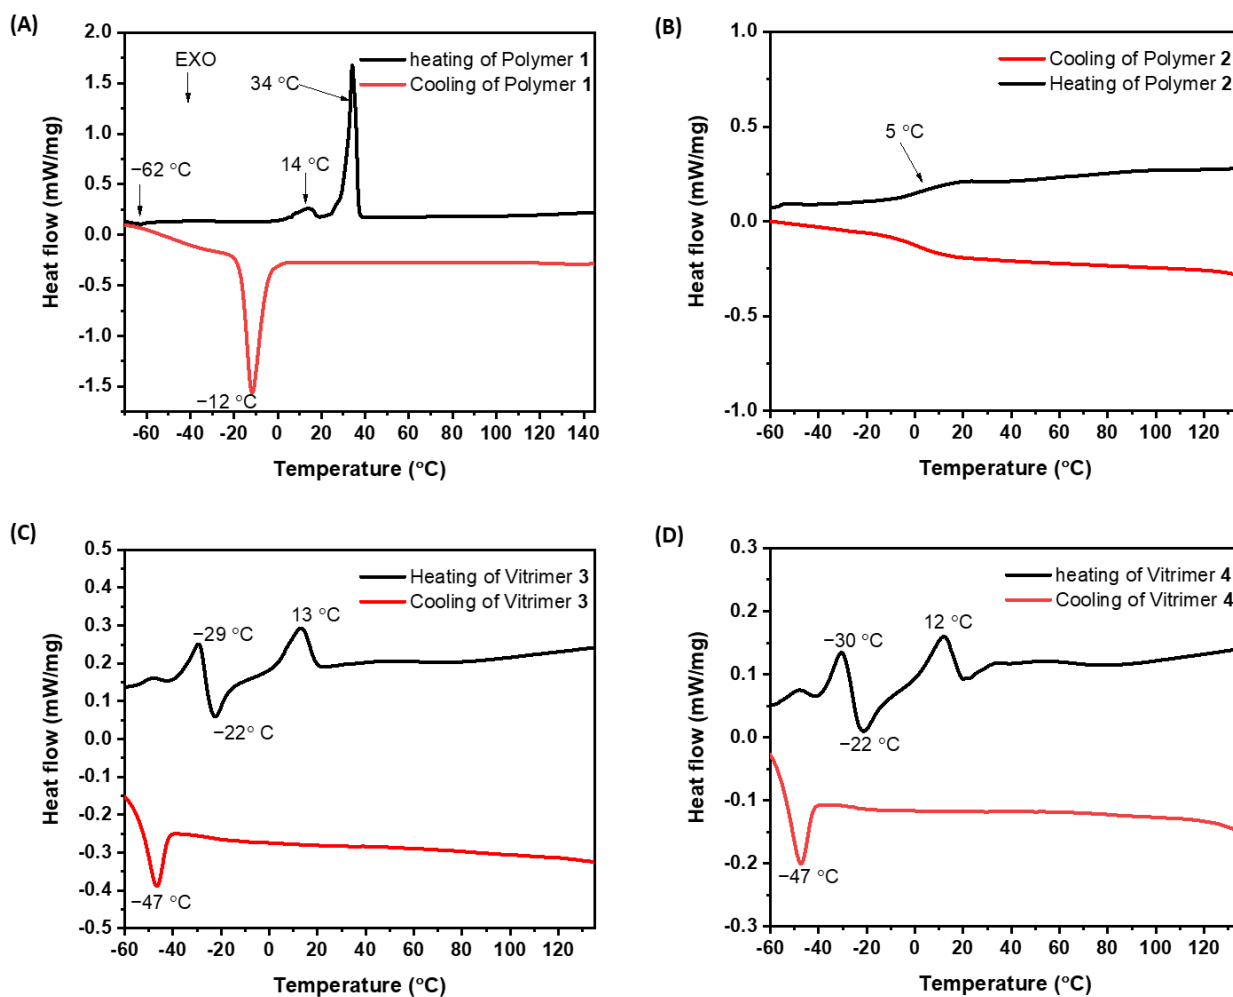 (A)
2.0
1.5
1.0
0.5
0.0
-0.5
-1.0
-1.5
Heat flow (mW/mg)
EXO
heating of Polymer 1
Cooling of Polymer 1
34 °C
−62 °C
14 °C
−12 °C
-60 -40 -20 0 20 40 60 80 100 120 140
Temperature (°C)
(B)
1.0
0.5
0.0
-0.5
-1.0
Heat flow (mW/mg)
Cooling of Polymer 2
Heating of Polymer 2
5 °C
-60 -40 -20 0 20 40 60 80 100 120
Temperature (°C)
(C)
0.5
0.4
0.3
0.2
0.1
0.0
-0.1
-0.2
-0.3
-0.4
-0.5
Heat flow (mW/mg)
Heating of Vitrimer 3
Cooling of Vitrimer 3
−29 °C
13 °C
−22° C
−47 °C
-60 -40 -20 0 20 40 60 80 100 120
Temperature (°C)
(D)
0.3
0.2
0.1
0.0
-0.1
-0.2
-0.3
Heat flow (mW/mg)
heating of Vitrimer 4
Cooling of Vitrimer 4
−30 °C
12 °C
−22 °C
−47 °C
-60 -40 -20 0 20 40 60 80 100 120
Temperature (°C)